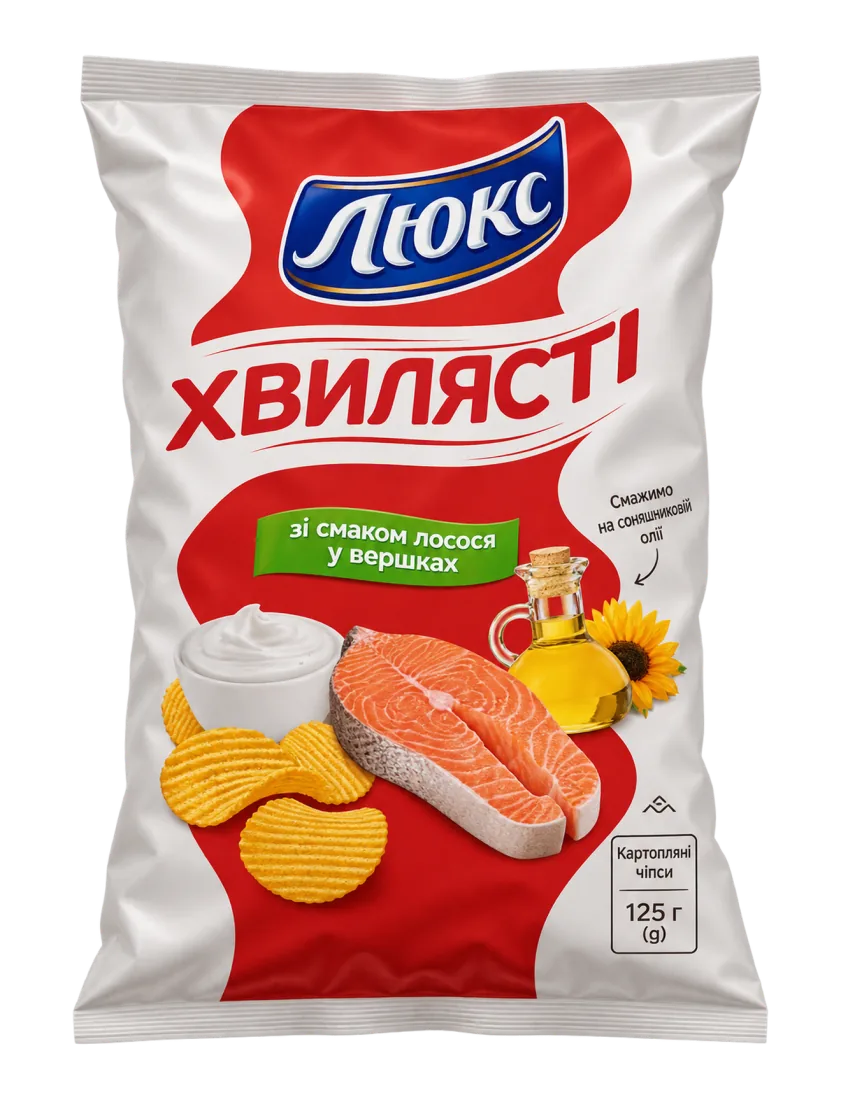 Люкс
ХВИЛЯСТІ
зі смаком лосося
у вершках
Смажимо
на соняшниковій
олії
Картопляні
чіпси
125 г
(g)